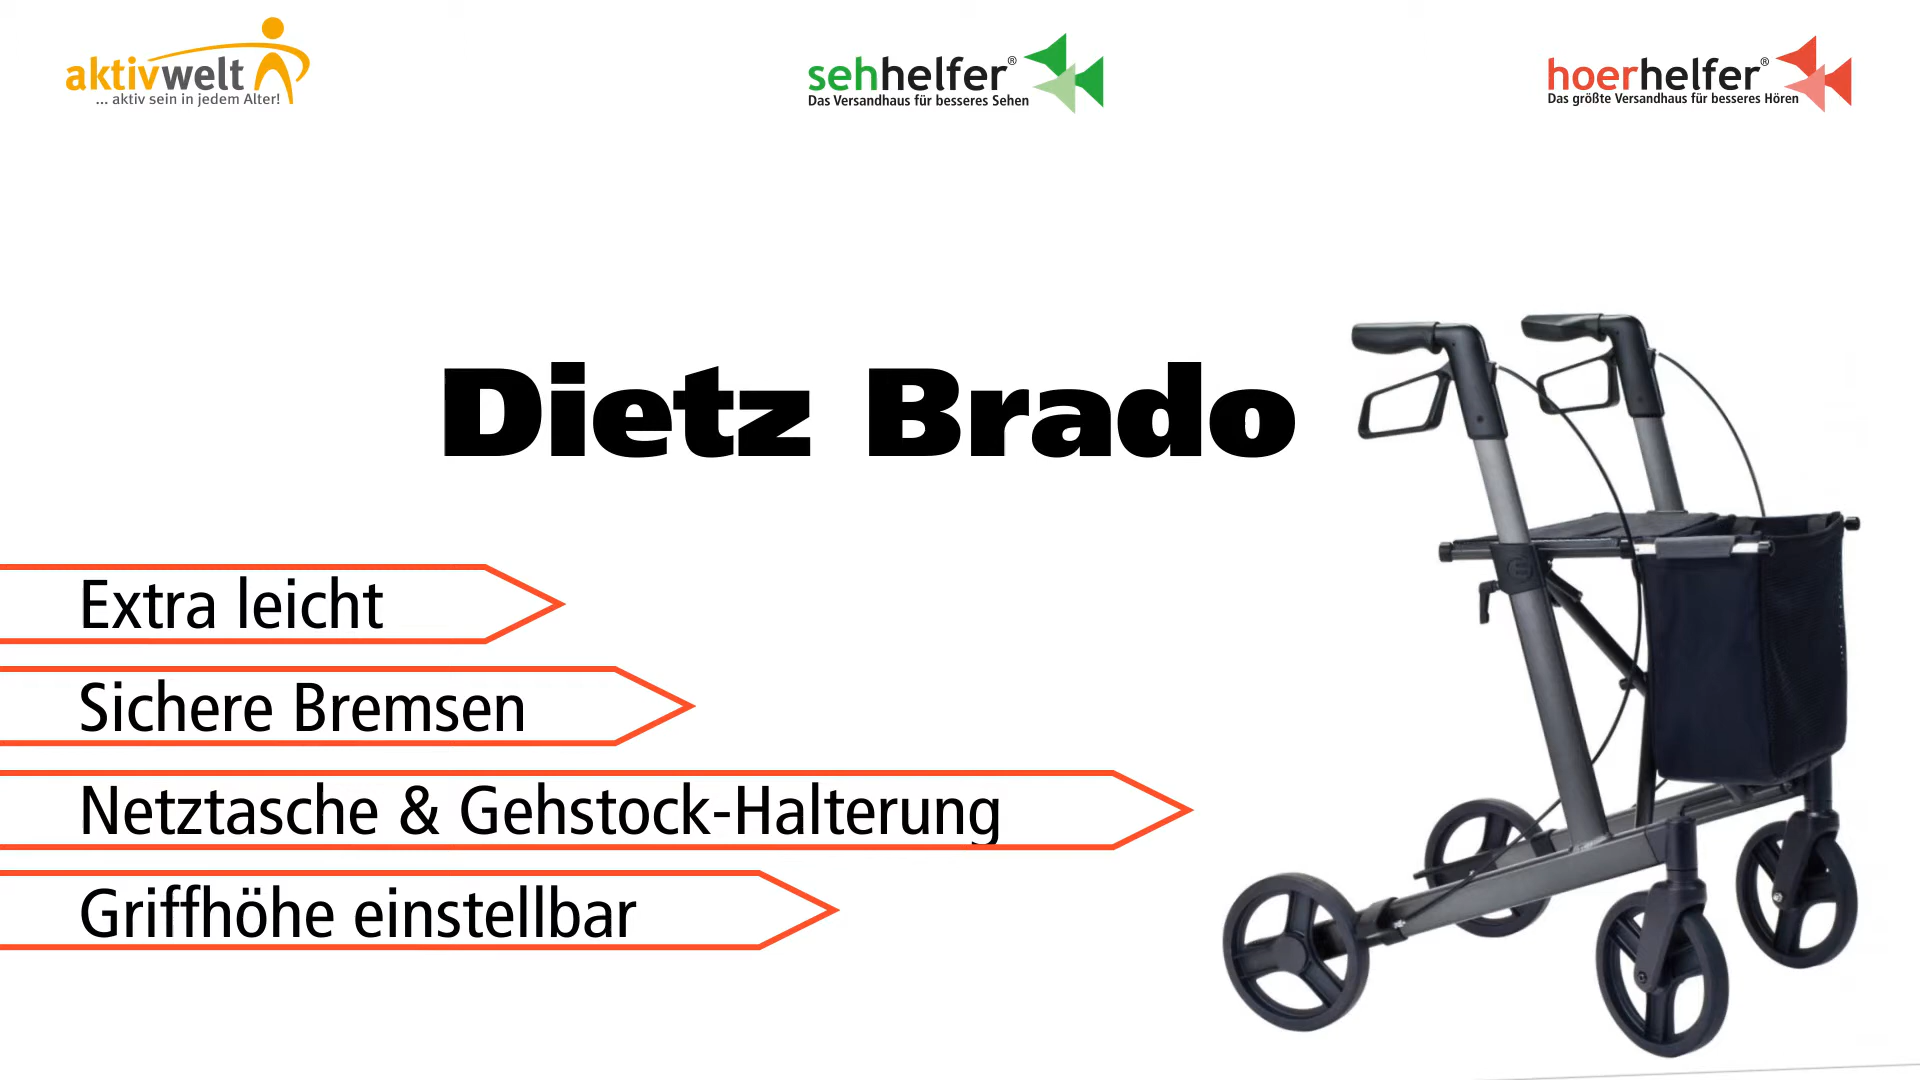 aktivwelt
... aktiv sein in jedem Alter!
sehhelfer®
Das Versandhaus für besseres Sehen
hoerhelfer®
Das größte Versandhaus für besseres Hören
Dietz Brado
Extra leicht
Sichere Bremsen
Netztasche & Gehstock-Halterung
Griffhöhe einstellbar